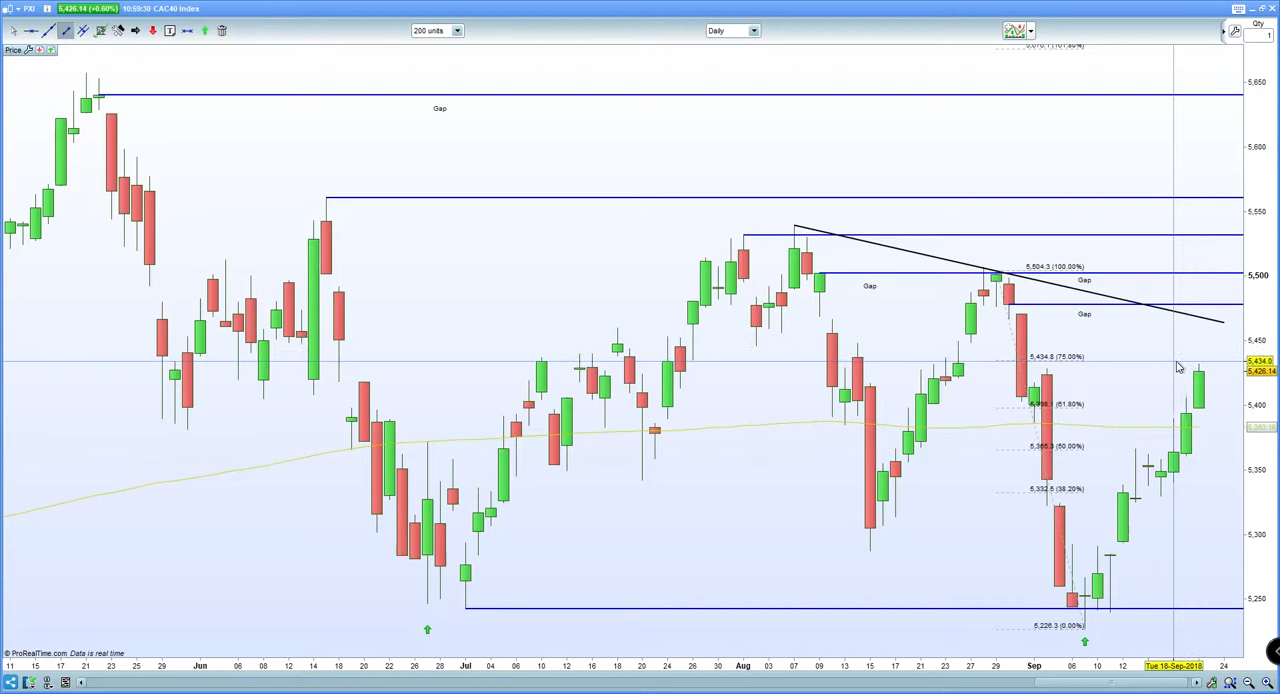 PXI 5,426.14 (+0.60%) 10:59:30 CAC40 Index
Qty
1
200 units
Daily
Price
5,650
5,600
5,550
5,500
5,450
5,434.0
5,426.14
5,400
5,350
5,300
5,250
Gap
Gap
5,504.3 (100.00%)
Gap
Gap
5,434.8 (75.00%)
5,365.3 (50.00%)
5,332.5 (38.20%)
5,226.3 (0.00%)
© ProRealTime.com Data is real time
11 15 17 21 23 25 29 Jun 06 08 12 14 18 20 22 26 28 Jul 04 06 10 12 16 18 20 24 26 30 Aug 03 07 09 13 15 17 21 23 27 29 Sep 06 10 12 Tue 18-Sep-2018 24